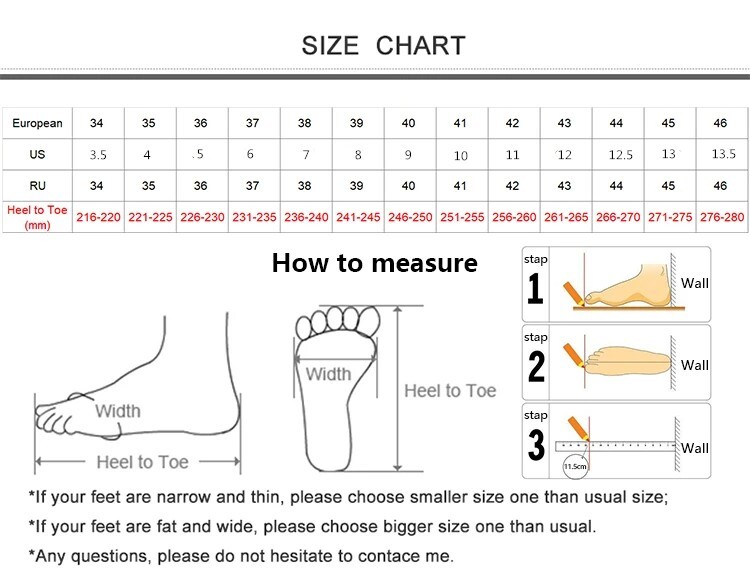 SIZE CHART
European 34 35 36 37 38 39 40 41 42 43 44 45 46
US 3.5 4 .5 6 7 8 9 10 11 12 12.5 13 13.5
RU 34 35 36 37 38 39 40 41 42 43 44 45 46
Heel to Toe (mm) 216-220 221-225 226-230 231-235 236-240 241-245 246-250 251-255 256-260 261-265 266-270 271-275 276-280
How to measure
Width
Heel to Toe
Width
Heel to Toe
stap
1
Wall
stap
2
Wall
stap
3
11.5cm
Wall
*If your feet are narrow and thin, please choose smaller size one than usual size;
*If your feet are fat and wide, please choose bigger size one than usual.
*Any questions, please do not hesitate to contace me.